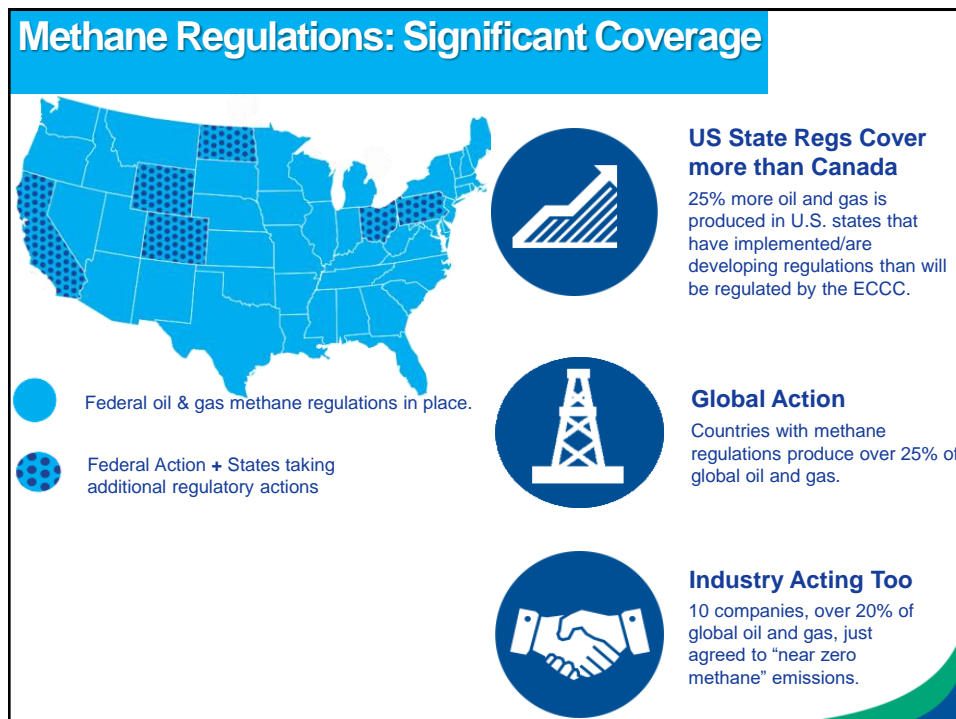 Methane Regulations: Significant Coverage
US State Regs Cover
more than Canada
25% more oil and gas is
produced in U.S. states that
have implemented/are
developing regulations than will
be regulated by the ECCC.
Federal oil & gas methane regulations in place.
Federal Action + States taking
additional regulatory actions
Global Action
Countries with methane
regulations produce over 25% of
global oil and gas.
Industry Acting Too
10 companies, over 20% of
global oil and gas, just
agreed to “near zero
methane” emissions.